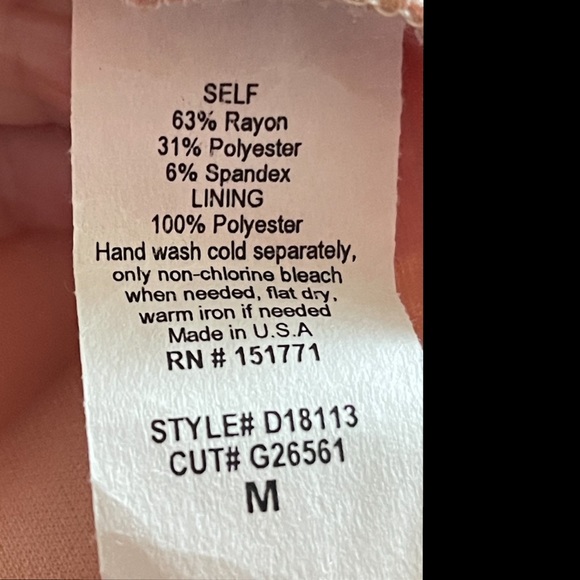 SELF
63% Rayon
31% Polyester
6% Spandex
LINING
100% Polyester
Hand wash cold separately,
only non-chlorine bleach
when needed, flat dry,
warm iron if needed
Made in U.S.A
RN # 151771
STYLE# D18113
CUT# G26561
M